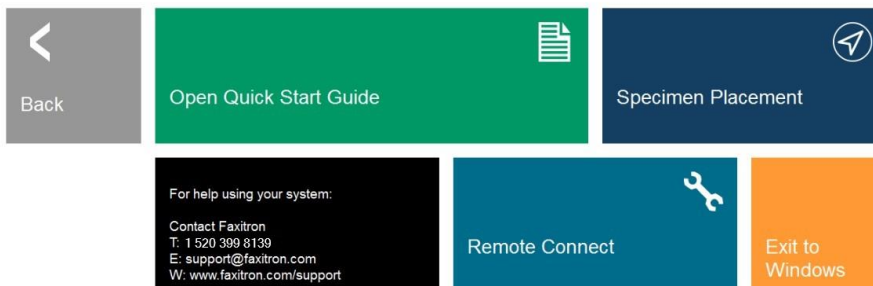 Back
Open Quick Start Guide
Specimen Placement
For help using your system:
Contact Faxitron
T: 1 520 399 8139
E: support@faxitron.com
W: www.faxitron.com/support
Remote Connect
Exit to
Windows